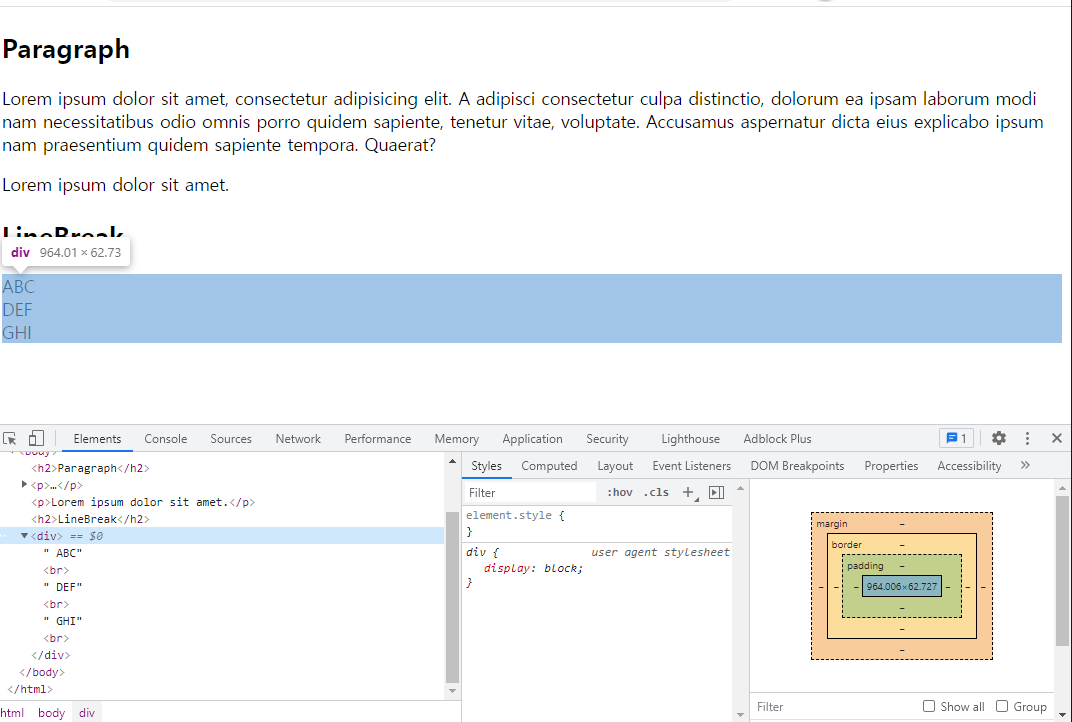 Paragraph
Lorem ipsum dolor sit amet, consectetur adipisicing elit. A adipisci consectetur culpa distinctio, dolorum ea ipsam laborum modi
nam necessitatibus odio omnis porro quidem sapiente, tenetur vitae, voluptate. Accusamus aspernatur dicta eius explicabo ipsum
nam praesentium quidem sapiente tempora. Quaerat?
Lorem ipsum dolor sit amet.
LineBreak
div 964.01 × 62.73
ABC
DEF
GHI
Elements Console Sources Network Performance Memory Application Security Lighthouse Adblock Plus 1
<body>
<h2>Paragraph</h2>
<p>…</p>
<p>Lorem ipsum dolor sit amet.</p>
<h2>LineBreak</h2>
<div> == $0
" ABC"
<br>
" DEF"
<br>
" GHI"
<br>
</div>
</body>
</html>
html body div
Styles Computed Layout Event Listeners DOM Breakpoints Properties Accessibility »
Filter :hov .cls +
element.style {
}
div { user agent stylesheet
display: block;
}
margin –
border –
padding –
– – – 964.006×62.727 – – –
–
–
–
Filter Show all Group